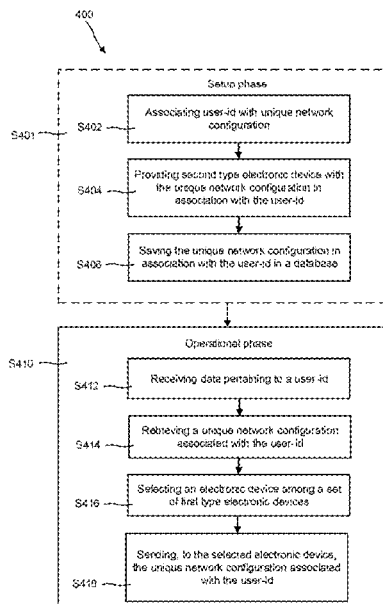 400
Setup phase
S401
S402
Associating user-id with unique network
configuration
S404
Providing second type electronic device with
the unique network configuration in
association with the user-id
S406
Saving the unique network configuration in
association with the user-id in a database
S410
Operational phase
S412
Receiving data pertaining to a user-id
S414
Retrieving a unique network configuration
associated with the user-id
S416
Selecting an electronic device among a set
of first type electronic devices
S418
Sending, to the selected electronic device,
the unique network configuration associated
with the user-id